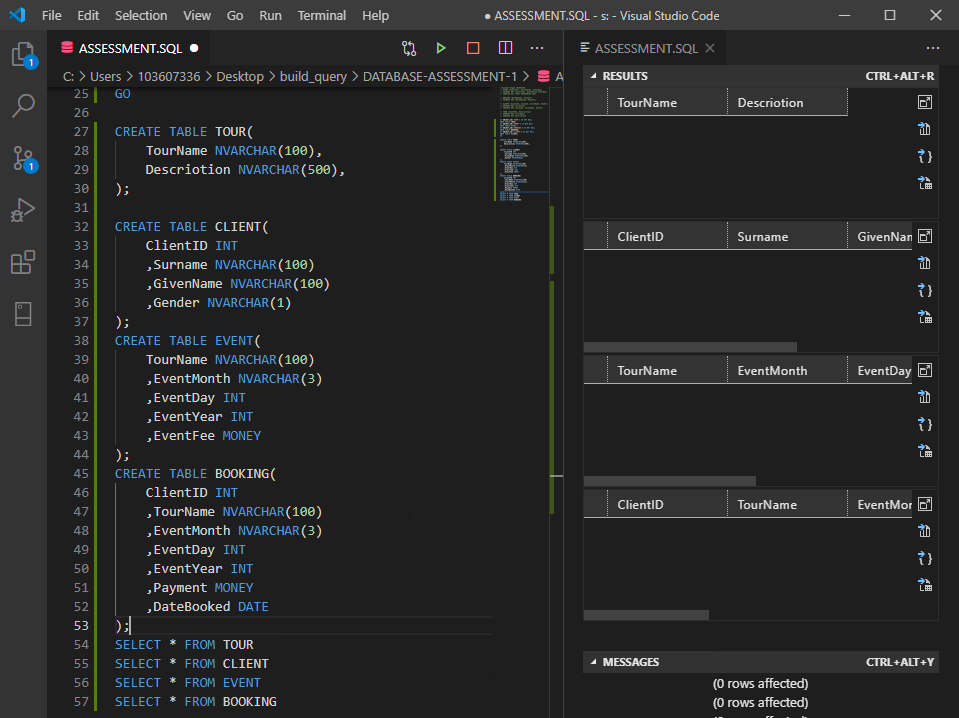 File Edit Selection View Go Run Terminal Help ● ASSESSMENT.SQL - s: - Visual Studio Code
ASSESSMENT.SQL ●
C: > Users > 103607336 > Desktop > build_query > DATABASE-ASSESSMENT-1 > A
25 GO
26
27 CREATE TABLE TOUR(
28 TourName NVARCHAR(100),
29 Descriotion NVARCHAR(500),
30 );
31
32 CREATE TABLE CLIENT(
33 ClientID INT
34 ,Surname NVARCHAR(100)
35 ,GivenName NVARCHAR(100)
36 ,Gender NVARCHAR(1)
37 );
38 CREATE TABLE EVENT(
39 TourName NVARCHAR(100)
40 ,EventMonth NVARCHAR(3)
41 ,EventDay INT
42 ,EventYear INT
43 ,EventFee MONEY
44 );
45 CREATE TABLE BOOKING(
46 ClientID INT
47 ,TourName NVARCHAR(100)
48 ,EventMonth NVARCHAR(3)
49 ,EventDay INT
50 ,EventYear INT
51 ,Payment MONEY
52 ,DateBooked DATE
53 );
54 SELECT * FROM TOUR
55 SELECT * FROM CLIENT
56 SELECT * FROM EVENT
57 SELECT * FROM BOOKING
1
1
ASSESSMENT.SQL
RESULTS CTRL+ALT+R
TourName Descriotion
ClientID Surname GivenNam
TourName EventMonth EventDay
ClientID TourName EventMon
MESSAGES CTRL+ALT+Y
(0 rows affected)
(0 rows affected)